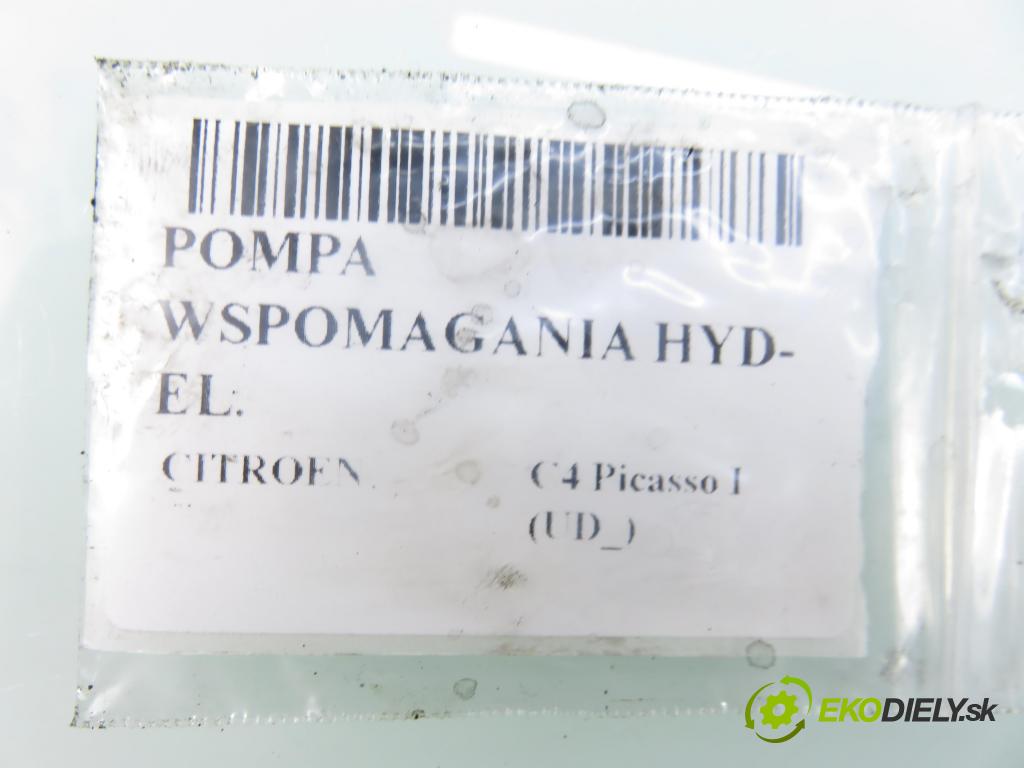 POMPA
WSPOMAGANIA HYD-
EL.
CITROEN
C4 Picasso I
(UD_)
EKODIELY.sk